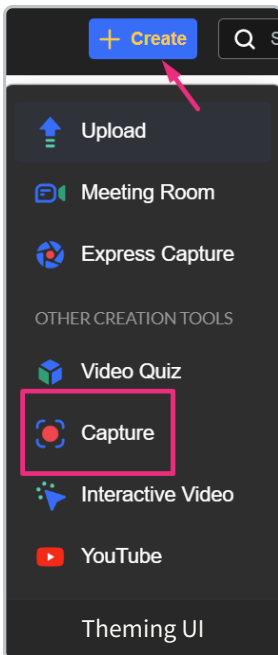 + Create
S
Upload
Meeting Room
Express Capture
OTHER CREATION TOOLS
Video Quiz
Capture
Interactive Video
YouTube
Theming UI